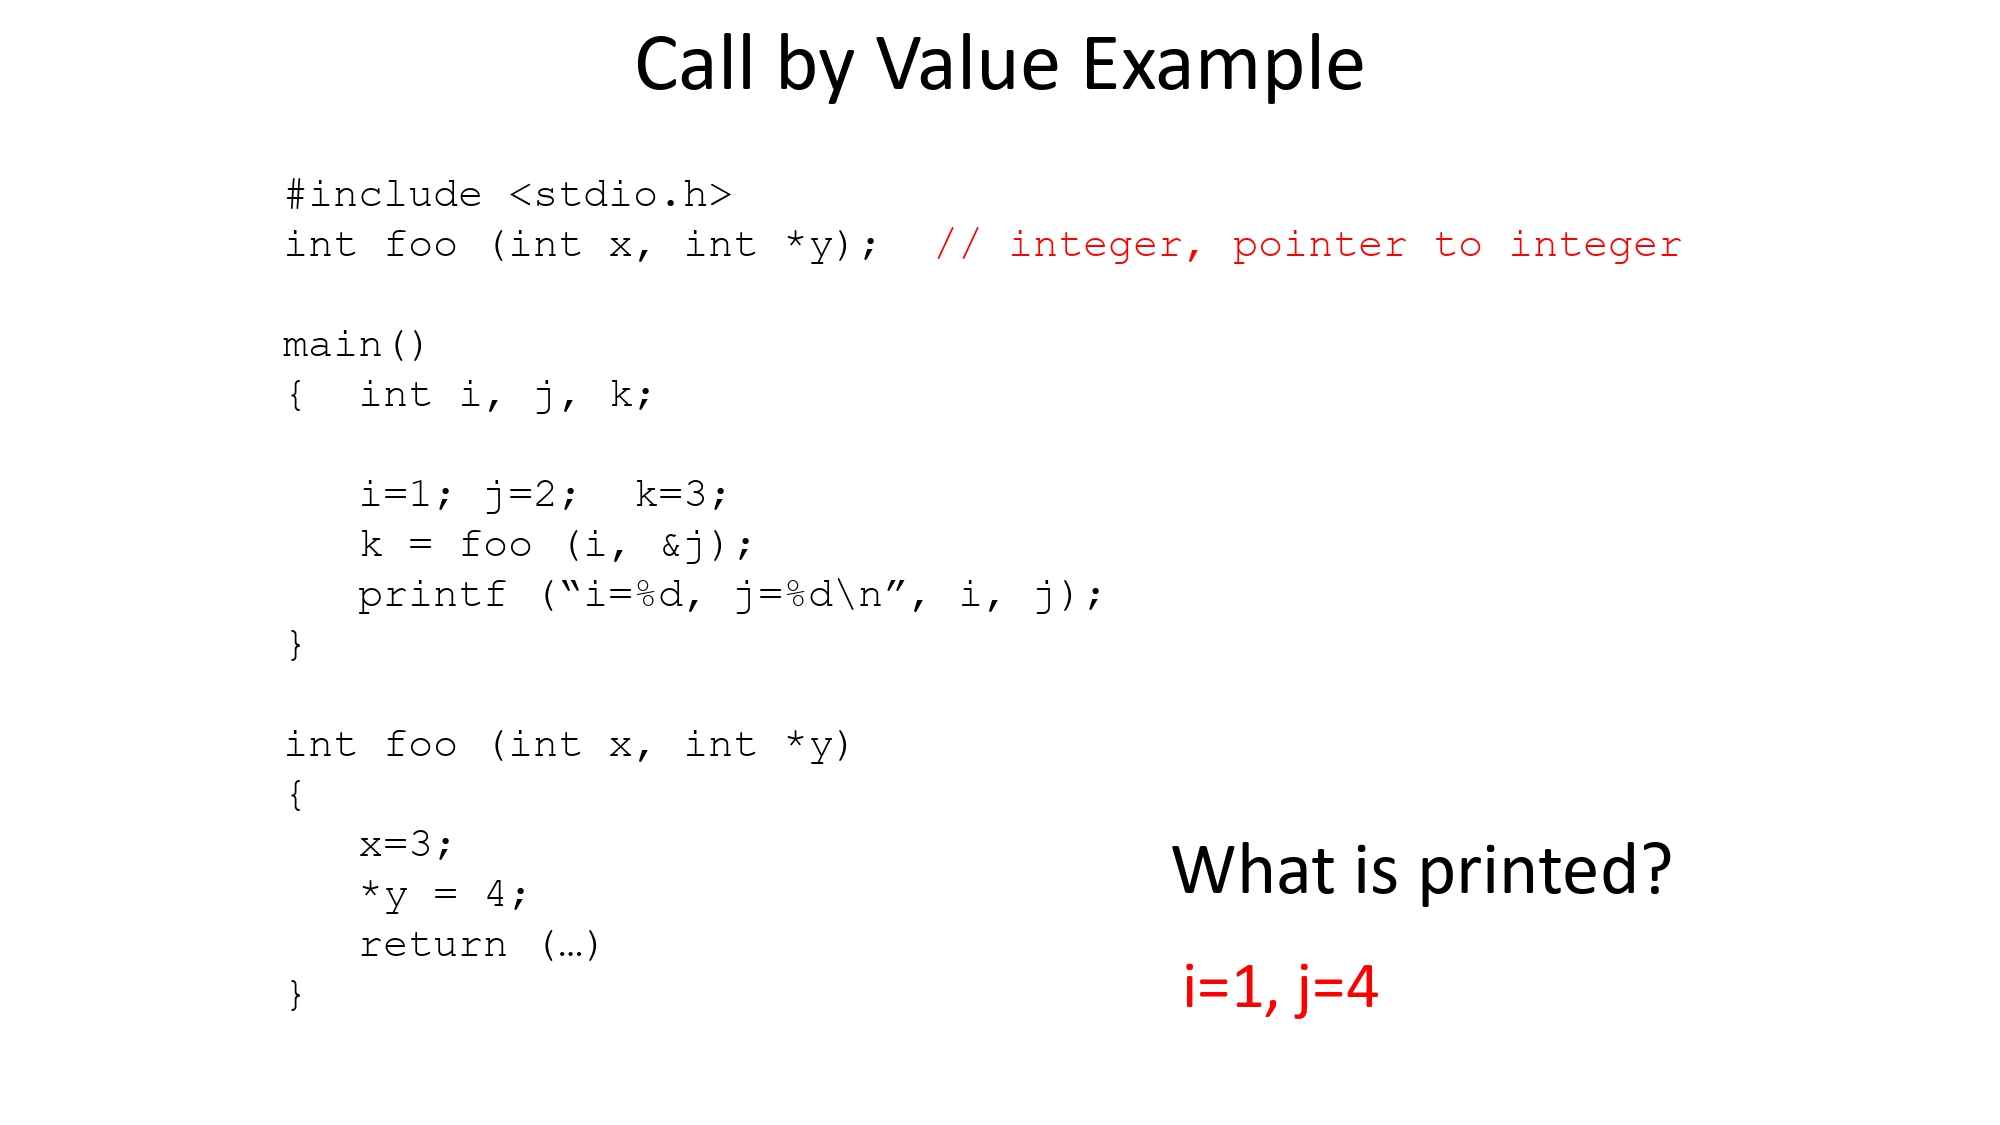 Call by Value Example
#include <stdio.h>
int foo (int x, int *y);  // integer, pointer to integer
main()
{  int i, j, k;
i=1; j=2;  k=3;
k = foo (i, &j);
printf (“i=%d, j=%d\n”, i, j);
}
int foo (int x, int *y)
{
x=3;
*y = 4;
return (…)
}
What is printed?
i=1, j=4